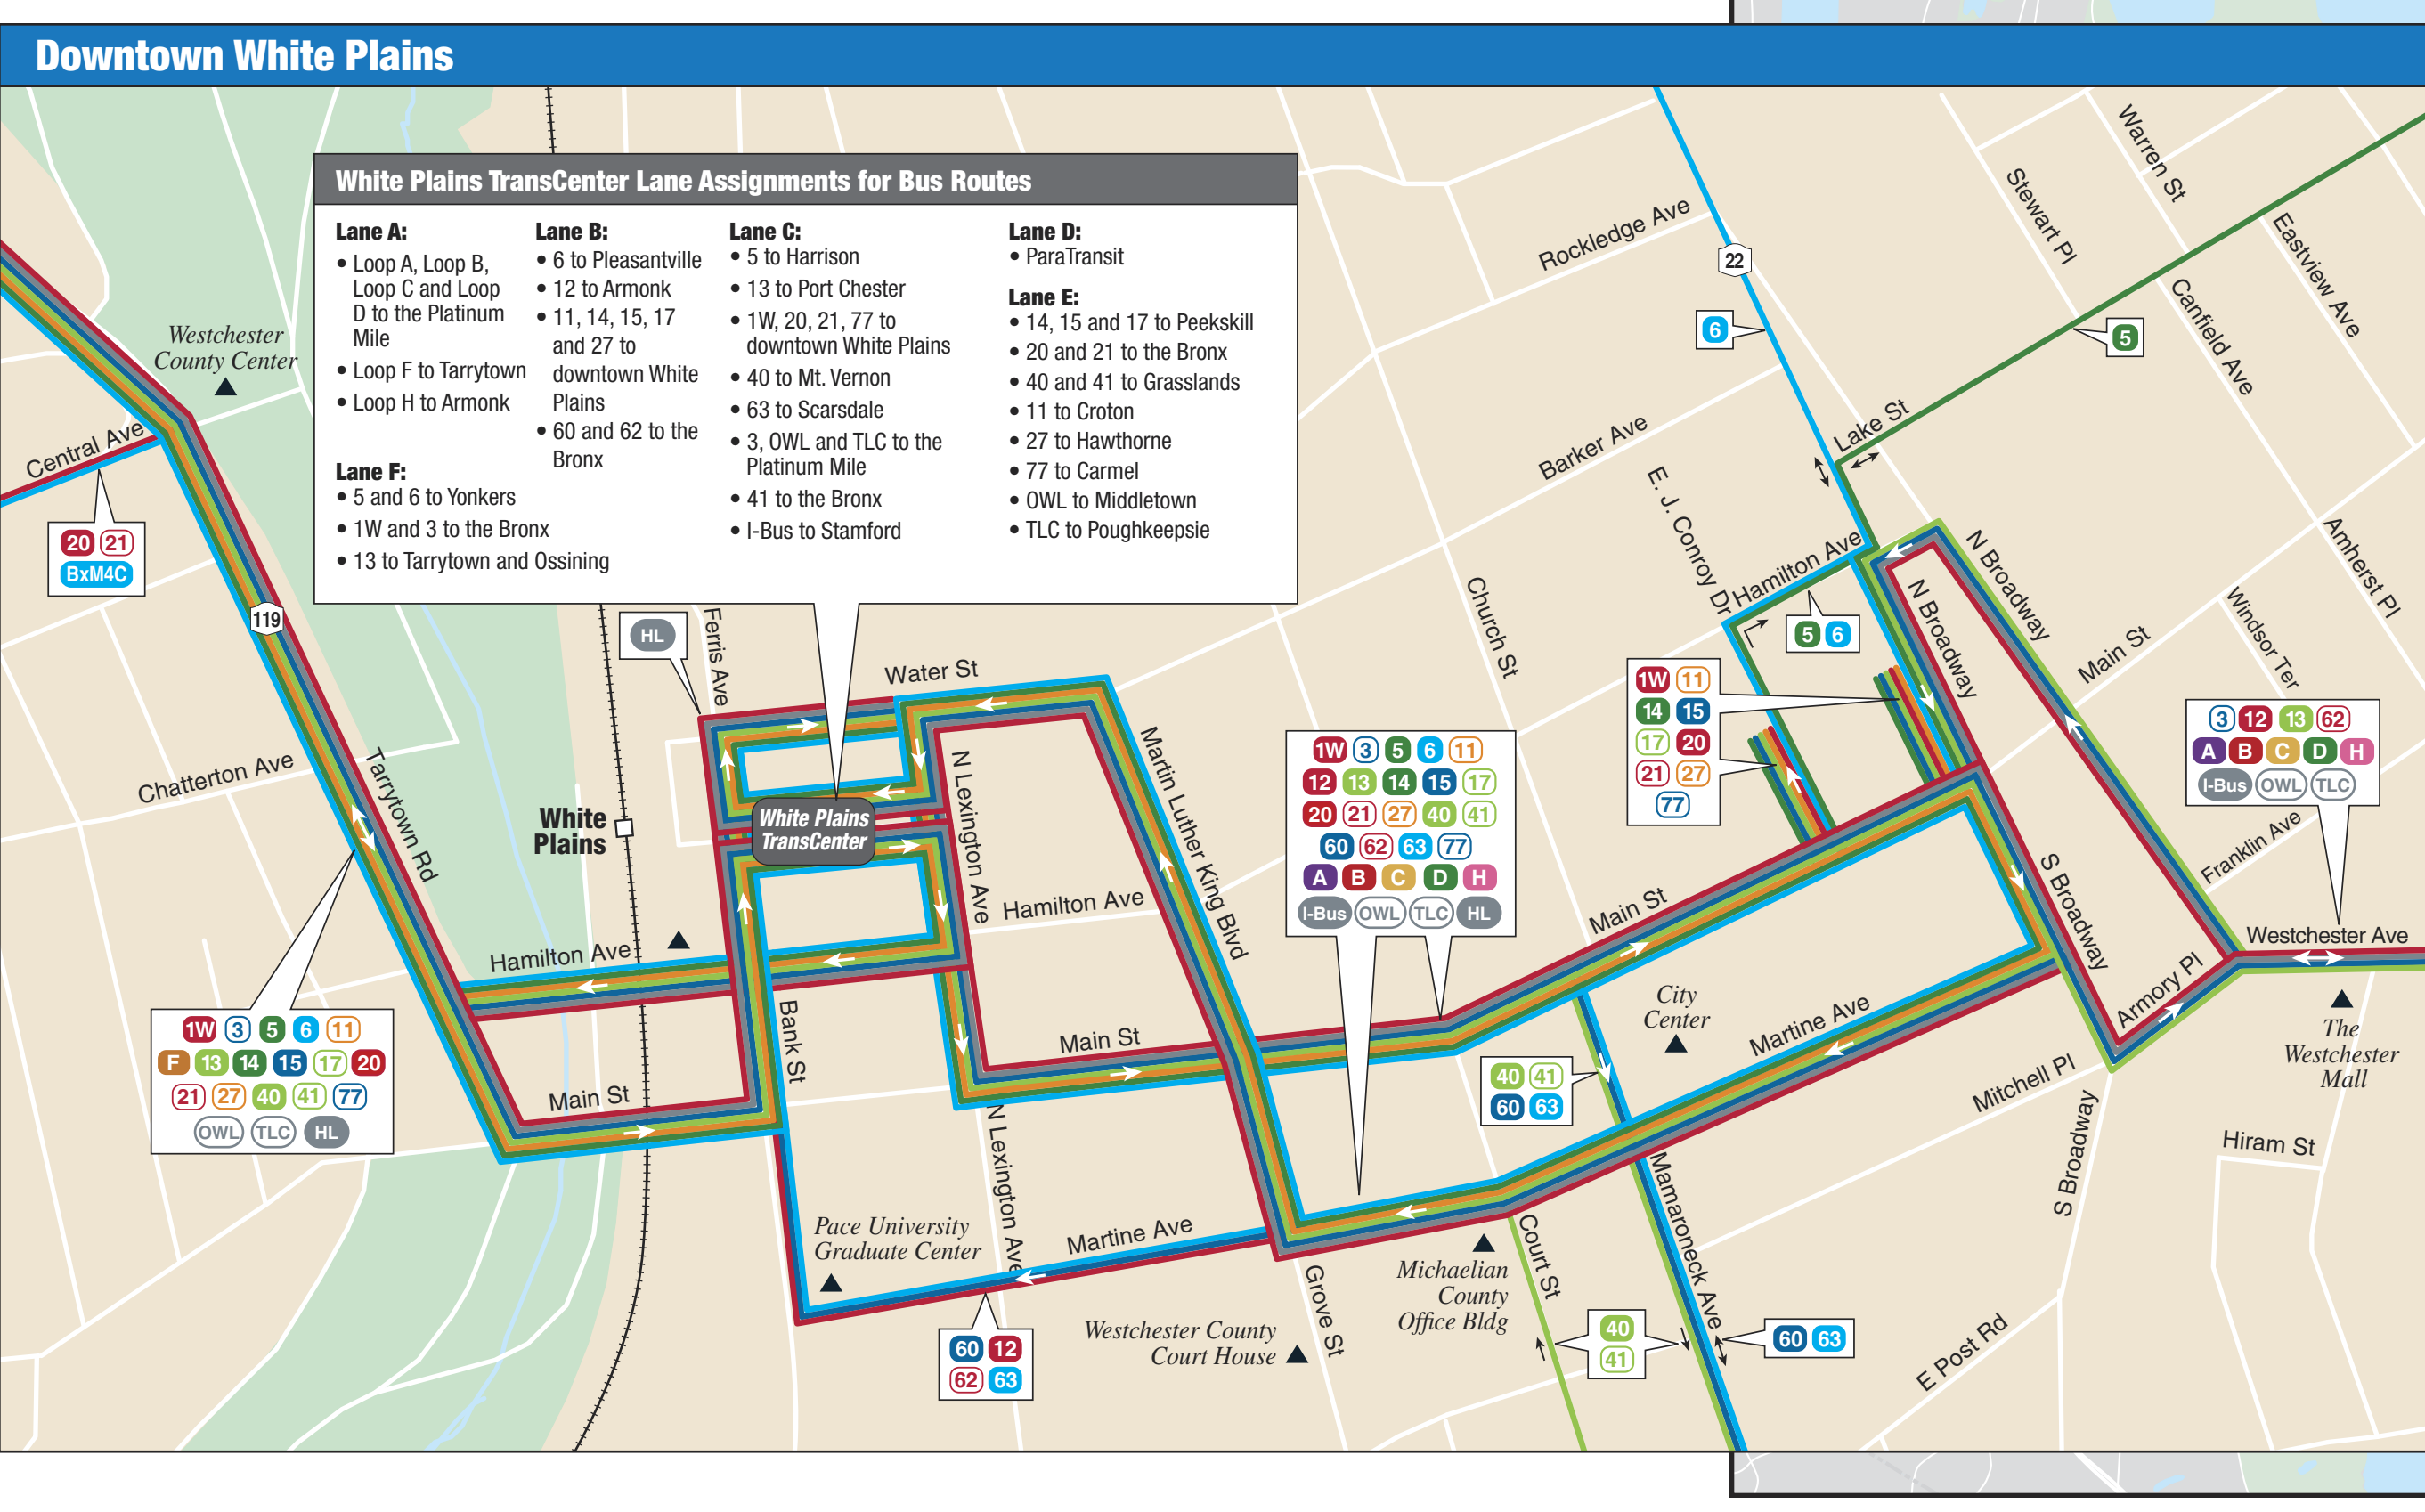 Downtown White Plains
White Plains TransCenter Lane Assignments for Bus Routes
Lane A:
• Loop A, Loop B,
Loop C and Loop
D to the Platinum
Mile
• Loop F to Tarrytown
• Loop H to Armonk
Lane F:
• 5 and 6 to Yonkers
• 1W and 3 to the Bronx
• 13 to Tarrytown and Ossining
Lane B:
• 6 to Pleasantville
• 12 to Armonk
• 11, 14, 15, 17
and 27 to
downtown White
Plains
• 60 and 62 to the
Bronx
Lane C:
• 5 to Harrison
• 13 to Port Chester
• 1W, 20, 21, 77 to
downtown White Plains
• 40 to Mt. Vernon
• 63 to Scarsdale
• 3, OWL and TLC to the
Platinum Mile
• 41 to the Bronx
• I-Bus to Stamford
Lane D:
• ParaTransit
Lane E:
• 14, 15 and 17 to Peekskill
• 20 and 21 to the Bronx
• 40 and 41 to Grasslands
• 11 to Croton
• 27 to Hawthorne
• 77 to Carmel
• OWL to Middletown
• TLC to Poughkeepsie
Westchester
County Center
Central Ave
20 21
BxM4C
119
Chatterton Ave
Tarrytown Rd
White
Plains
HL
Ferris Ave
Water St
White Plains
TransCenter
N Lexington Ave
Martin Luther King Blvd
Hamilton Ave
Hamilton Ave
Main St
Main St
Bank St
N Lexington Ave
1W 3 5 6 11
F 13 14 15 17 20
21 27 40 41 77
OWL TLC HL
Pace University
Graduate Center
Martine Ave
60 12
62 63
Westchester County
Court House
Grove St
Michaelian
County
Office Bldg
Court St
40
41
60 63
Mamaroneck Ave
40 41
60 63
City
Center
Martine Ave
Mitchell Pl
Main St
1W 3 5 6 11
12 13 14 15 17
20 21 27 40 41
60 62 63 77
A B C D H
I-Bus OWL TLC HL
Church St
Rockledge Ave
Barker Ave
22
6
E. J. Conroy Dr
Hamilton Ave
5 6
1W 11
14 15
17 20
21 27
77
Lake St
5
Warren St
Stewart Pl
Eastview Ave
Canfield Ave
Amherst Pl
N Broadway
N Broadway
Main St
Windsor Ter
3 12 13 62
A B C D H
I-Bus OWL TLC
Franklin Ave
Westchester Ave
S Broadway
Armory Pl
The
Westchester
Mall
Hiram St
S Broadway
E Post Rd